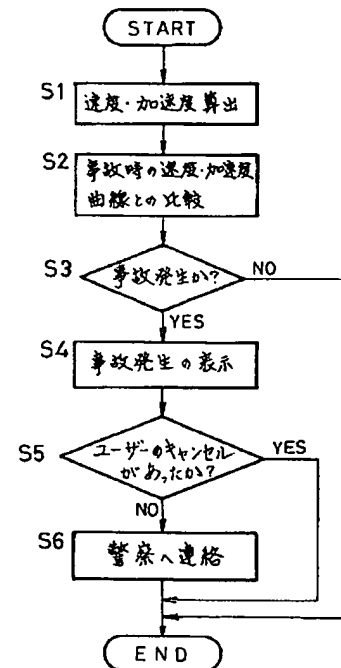 START
S1
速度・加速度算出
S2
事故時の速度・加速度
曲線との比較
S3
事故発生か?
NO
YES
S4
事故発生の表示
S5
ユーザーのキャンセル
があったか?
YES
NO
S6
警察へ連絡
END